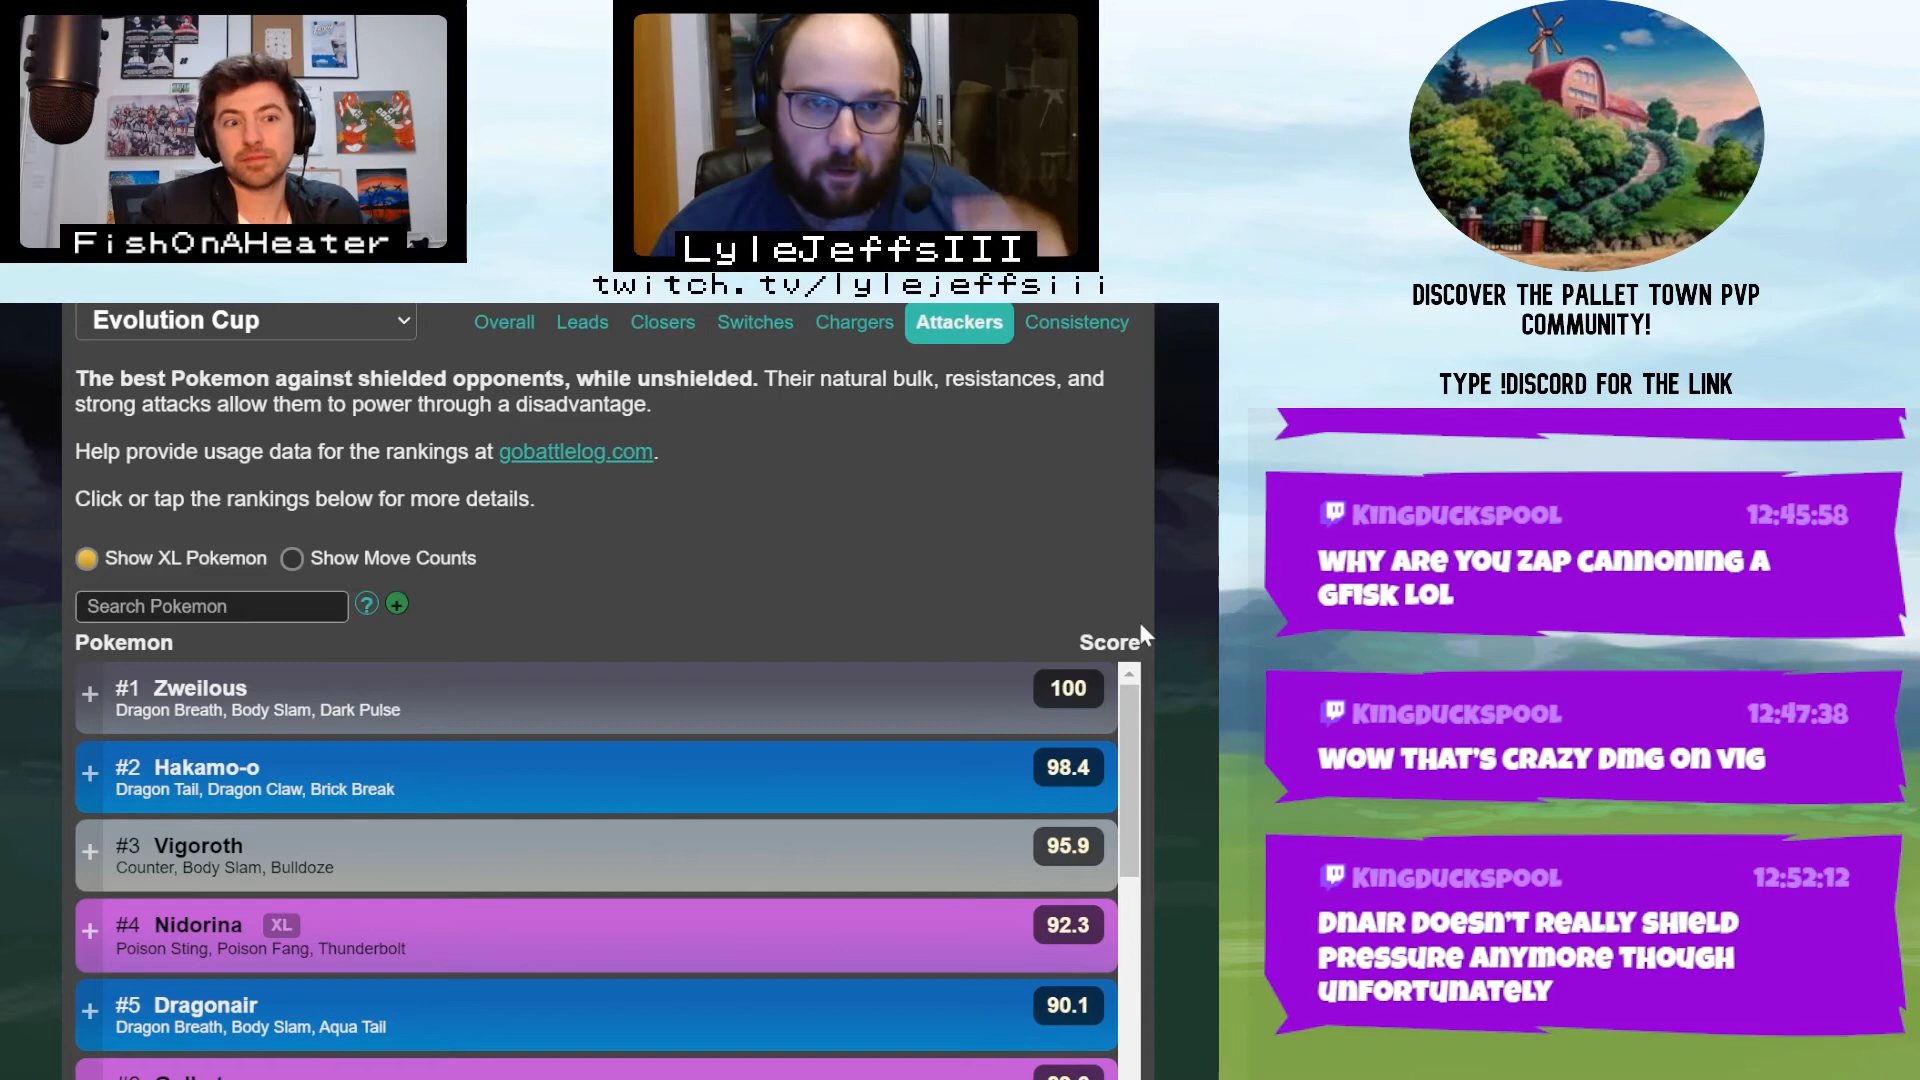 FishOnAHeater
LyleJeffsIII
twitch.tv/lylejeffsiii
DISCOVER THE PALLET TOWN PVP
COMMUNITY!
TYPE !DISCORD FOR THE LINK
Evolution Cup
Overall Leads Closers Switches Chargers Attackers Consistency
The best Pokemon against shielded opponents, while unshielded. Their natural bulk, resistances, and
strong attacks allow them to power through a disadvantage.
Help provide usage data for the rankings at gobattlelog.com.
Click or tap the rankings below for more details.
Show XL Pokemon Show Move Counts
Search Pokemon ? +
Pokemon Score
+ #1 Zweilous 100
Dragon Breath, Body Slam, Dark Pulse
+ #2 Hakamo-o 98.4
Dragon Tail, Dragon Claw, Brick Break
+ #3 Vigoroth 95.9
Counter, Body Slam, Bulldoze
+ #4 Nidorina XL 92.3
Poison Sting, Poison Fang, Thunderbolt
+ #5 Dragonair 90.1
Dragon Breath, Body Slam, Aqua Tail
KINGDUCKSPOOL 12:45:58
WHY ARE YOU ZAP CANNONING A
GFISK LOL
KINGDUCKSPOOL 12:47:38
WOW THAT'S CRAZY DMG ON VIG
KINGDUCKSPOOL 12:52:12
DNAIR DOESN'T REALLY SHIELD
PRESSURE ANYMORE THOUGH
UNFORTUNATELY